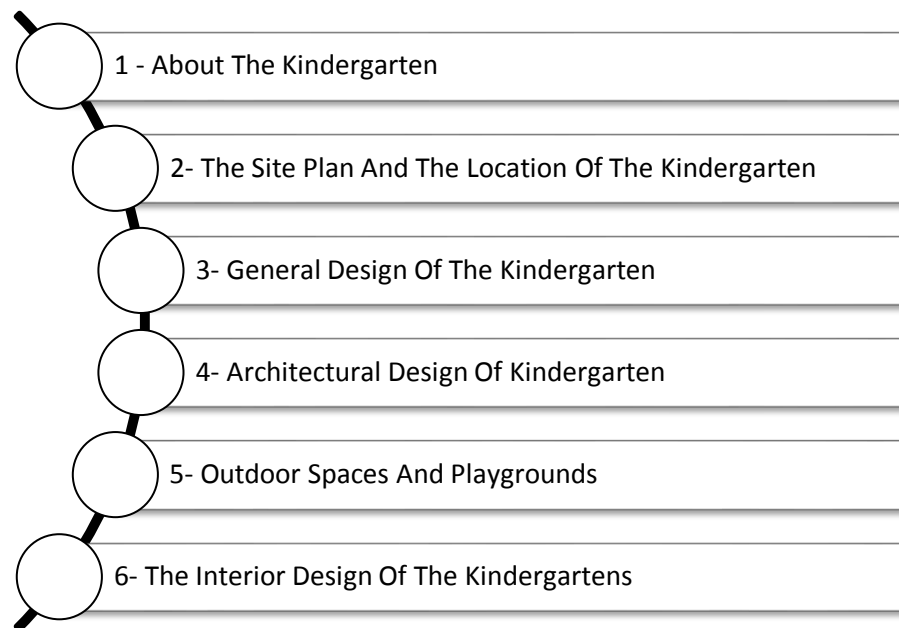 1 - About The Kindergarten
2- The Site Plan And The Location Of The Kindergarten
3- General Design Of The Kindergarten
4- Architectural Design Of Kindergarten
5- Outdoor Spaces And Playgrounds
6- The Interior Design Of The Kindergartens